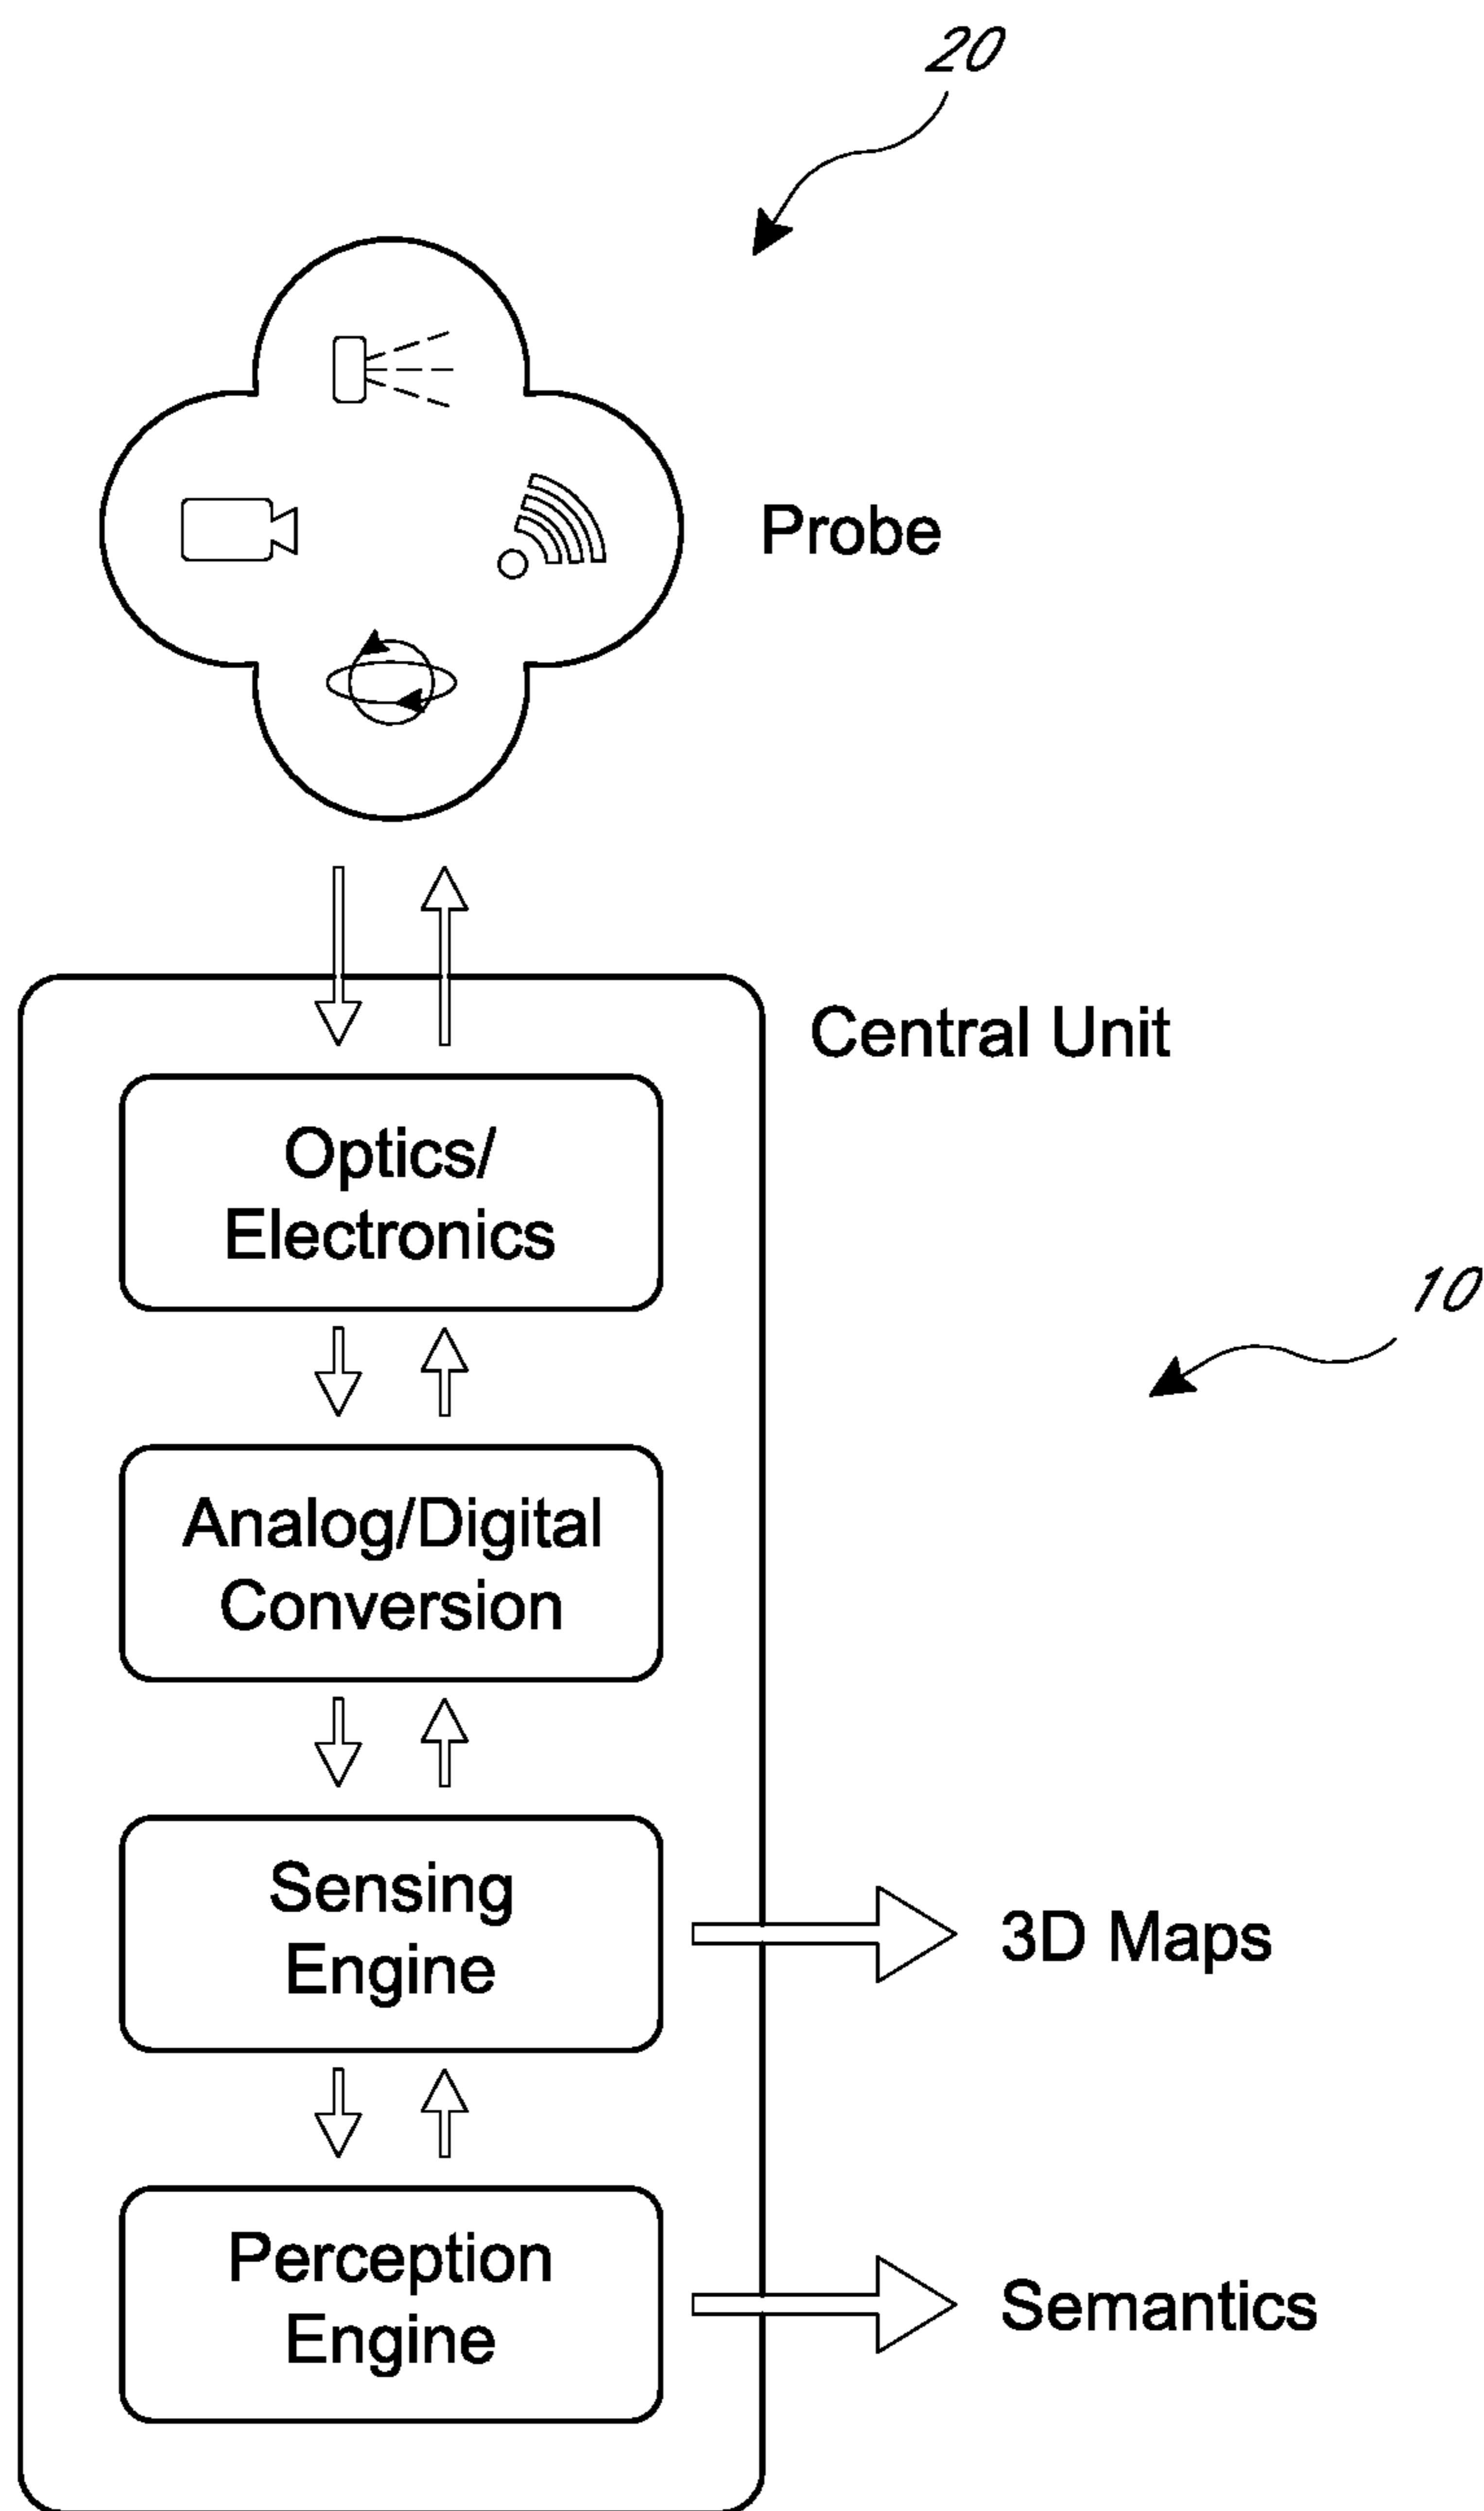 20
Probe
Central Unit
Optics/
Electronics
10
Analog/Digital
Conversion
Sensing
Engine
3D Maps
Perception
Engine
Semantics